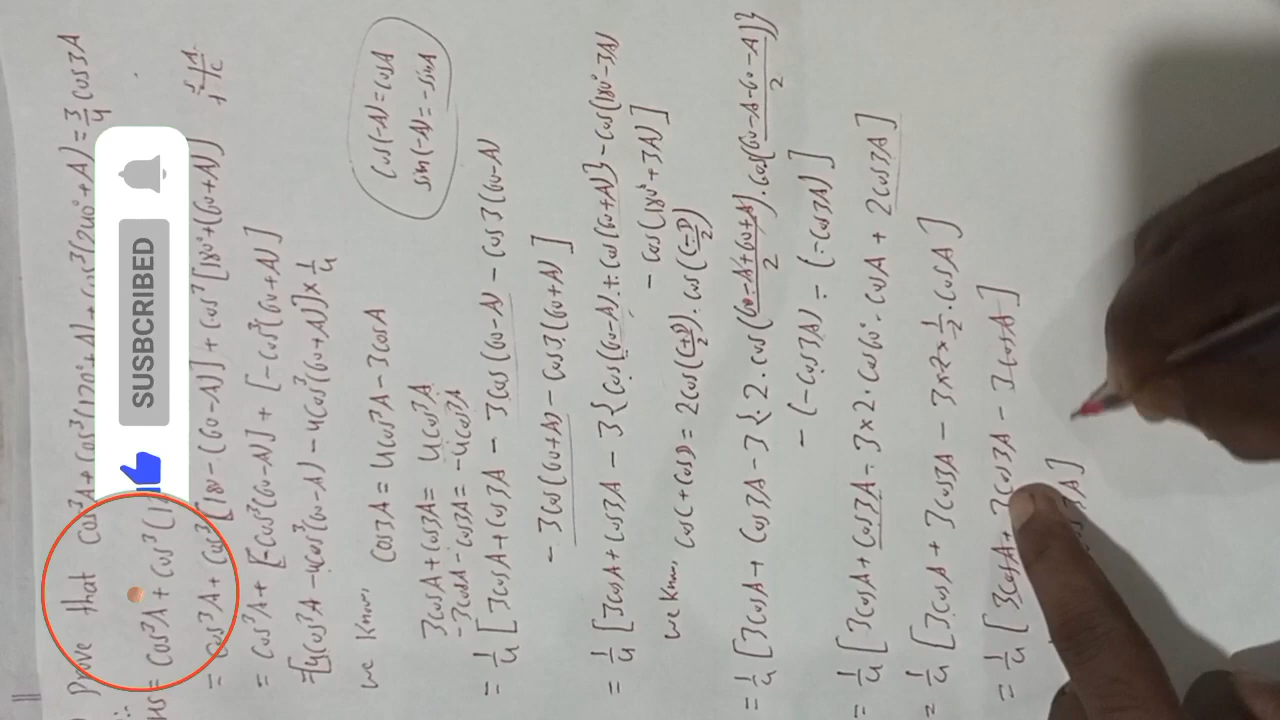 Prove that cos³A + cos³(120° + A) + cos³(240° + A) = 3/4 cos3A
= cos³A + cos³(1
SUSBCRIBED
= cos³A + cos³[180 - (60 - A)] + cos³[180° + (60 + A)]
= cos³A + [-cos³(60 - A)] + [-cos³(60 + A)]
=[4cos³A - 4cos³(60 - A) - 4cos³(60 + A)] × 1/4
we know cos3A = 4cos³A - 3cosA
cos(-A) = cosA
sin(-A) = -sinA
3cosA + cos3A = 4cos³A
-3cosA - cos3A = -4cos³A
= 1/4 [3cosA + cos3A - 3cos(60 - A) - cos3(60 - A)
- 3cos(60 + A) - cos3(60 + A)]
= 1/4 [3cosA + cos3A - 3{cos(60 - A) + cos(60 + A)} - cos(180° - 3A)
- cos(180° + 3A)]
we know cosC + cosD = 2cos((C+D)/2) . cos((C-D)/2)
= 1/4 [3cosA + cos3A - 3{2.cos((60-A+60+A)/2).cos((60-A-60-A)/2)}
- (-cos3A) - (-cos3A)]
= 1/4 [3cosA + cos3A - 3×2.cos60°.cosA + 2cos3A]
= 1/4 [3cosA + 3cos3A - 3×2×1/2.cosA]
= 1/4 [3cosA + 3cos3A - 3cosA]
3A]